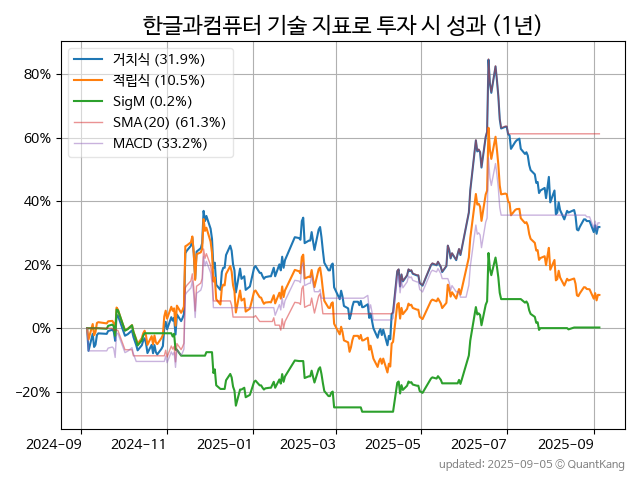 한글과컴퓨터 기술 지표로 투자 시 성과 (1년)
거치식 (31.9%)
적립식 (10.5%)
SigM (0.2%)
SMA(20) (61.3%)
MACD (33.2%)
80%
60%
40%
20%
0%
−20%
2024-09 2024-11 2025-01 2025-03 2025-05 2025-07 2025-09
updated: 2025-09-05 © QuantKang